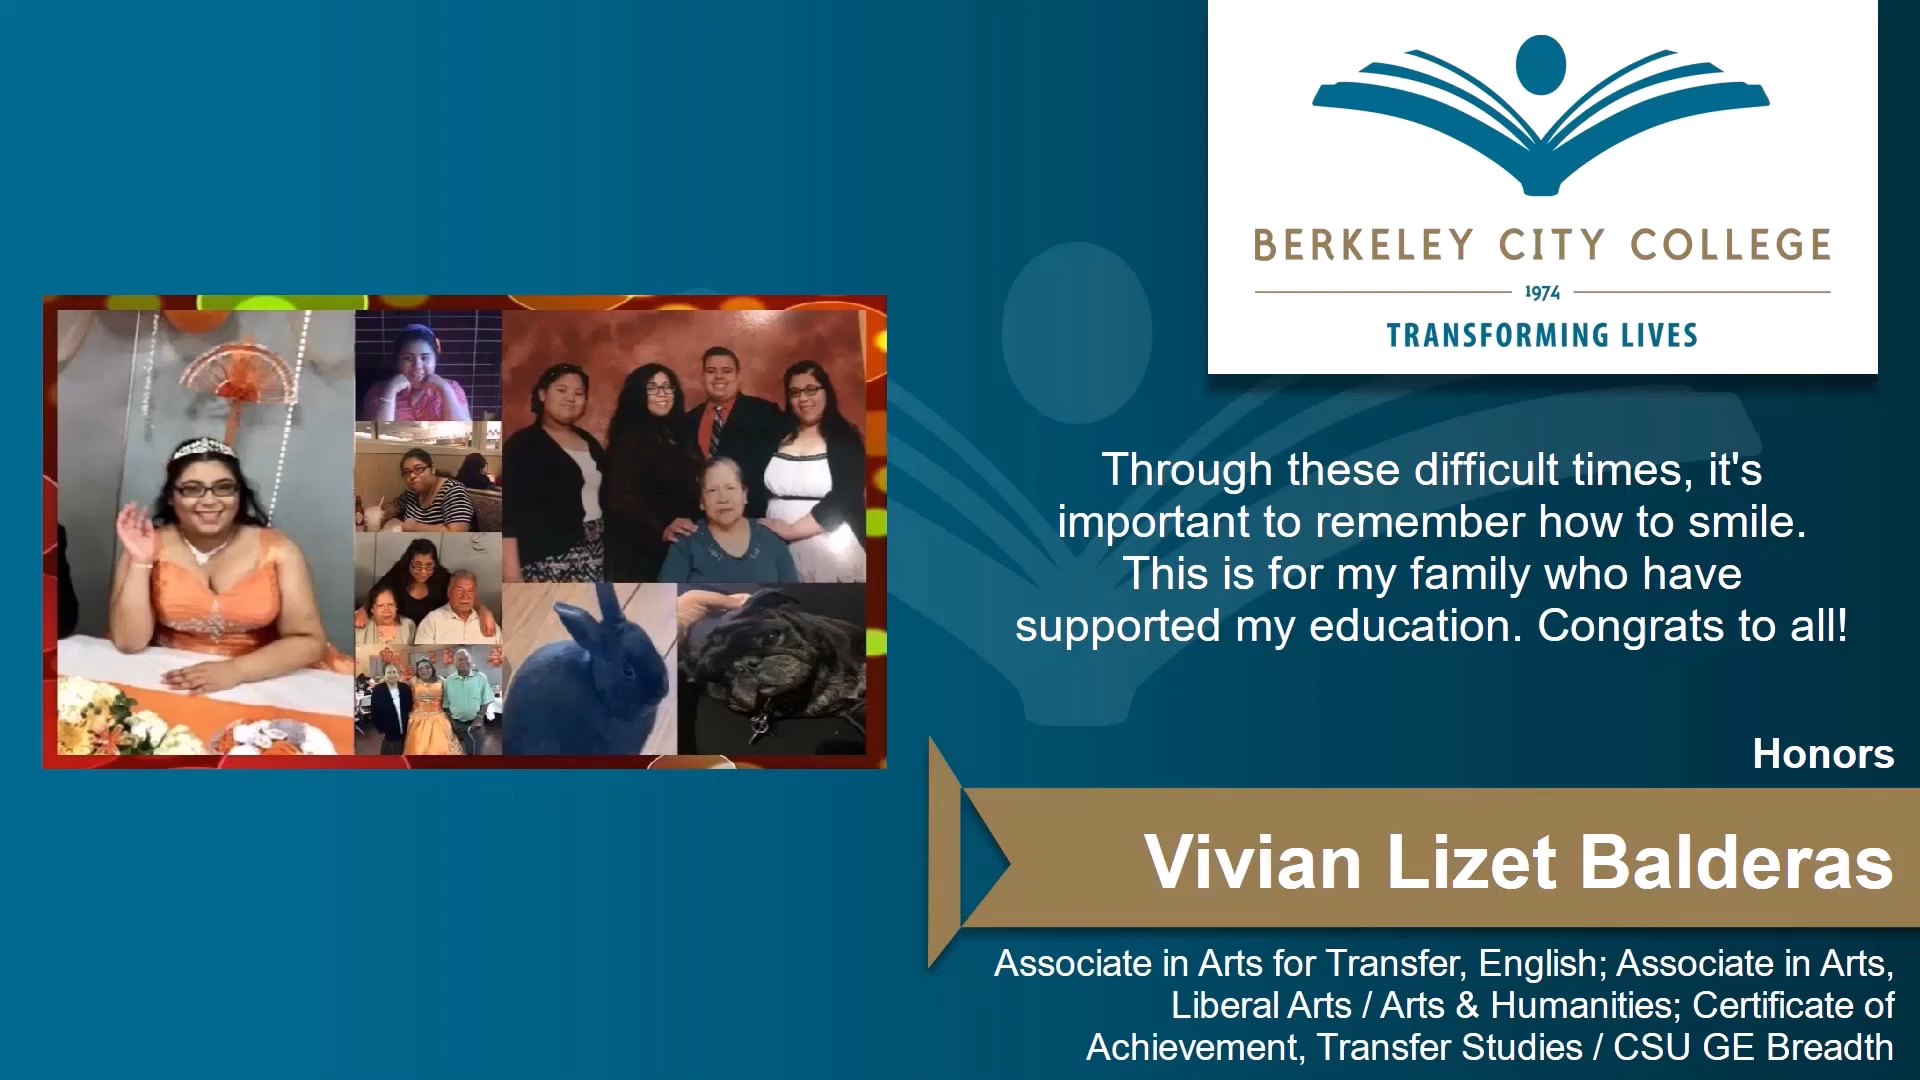 BERKELEY CITY COLLEGE
1974
TRANSFORMING LIVES
Through these difficult times, it's
important to remember how to smile.
This is for my family who have
supported my education. Congrats to all!
Honors
Vivian Lizet Balderas
Associate in Arts for Transfer, English; Associate in Arts,
Liberal Arts / Arts & Humanities; Certificate of
Achievement, Transfer Studies / CSU GE Breadth